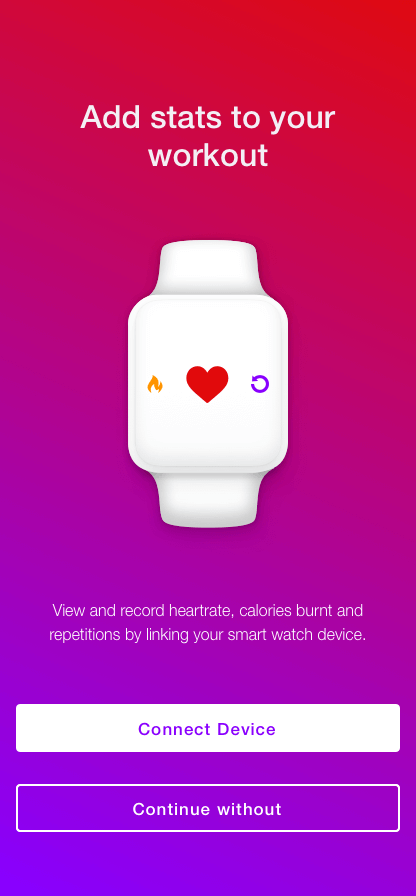 Add stats to your
workout
View and record heartrate, calories burnt and
repetitions by linking your smart watch device.
Connect Device
Continue without